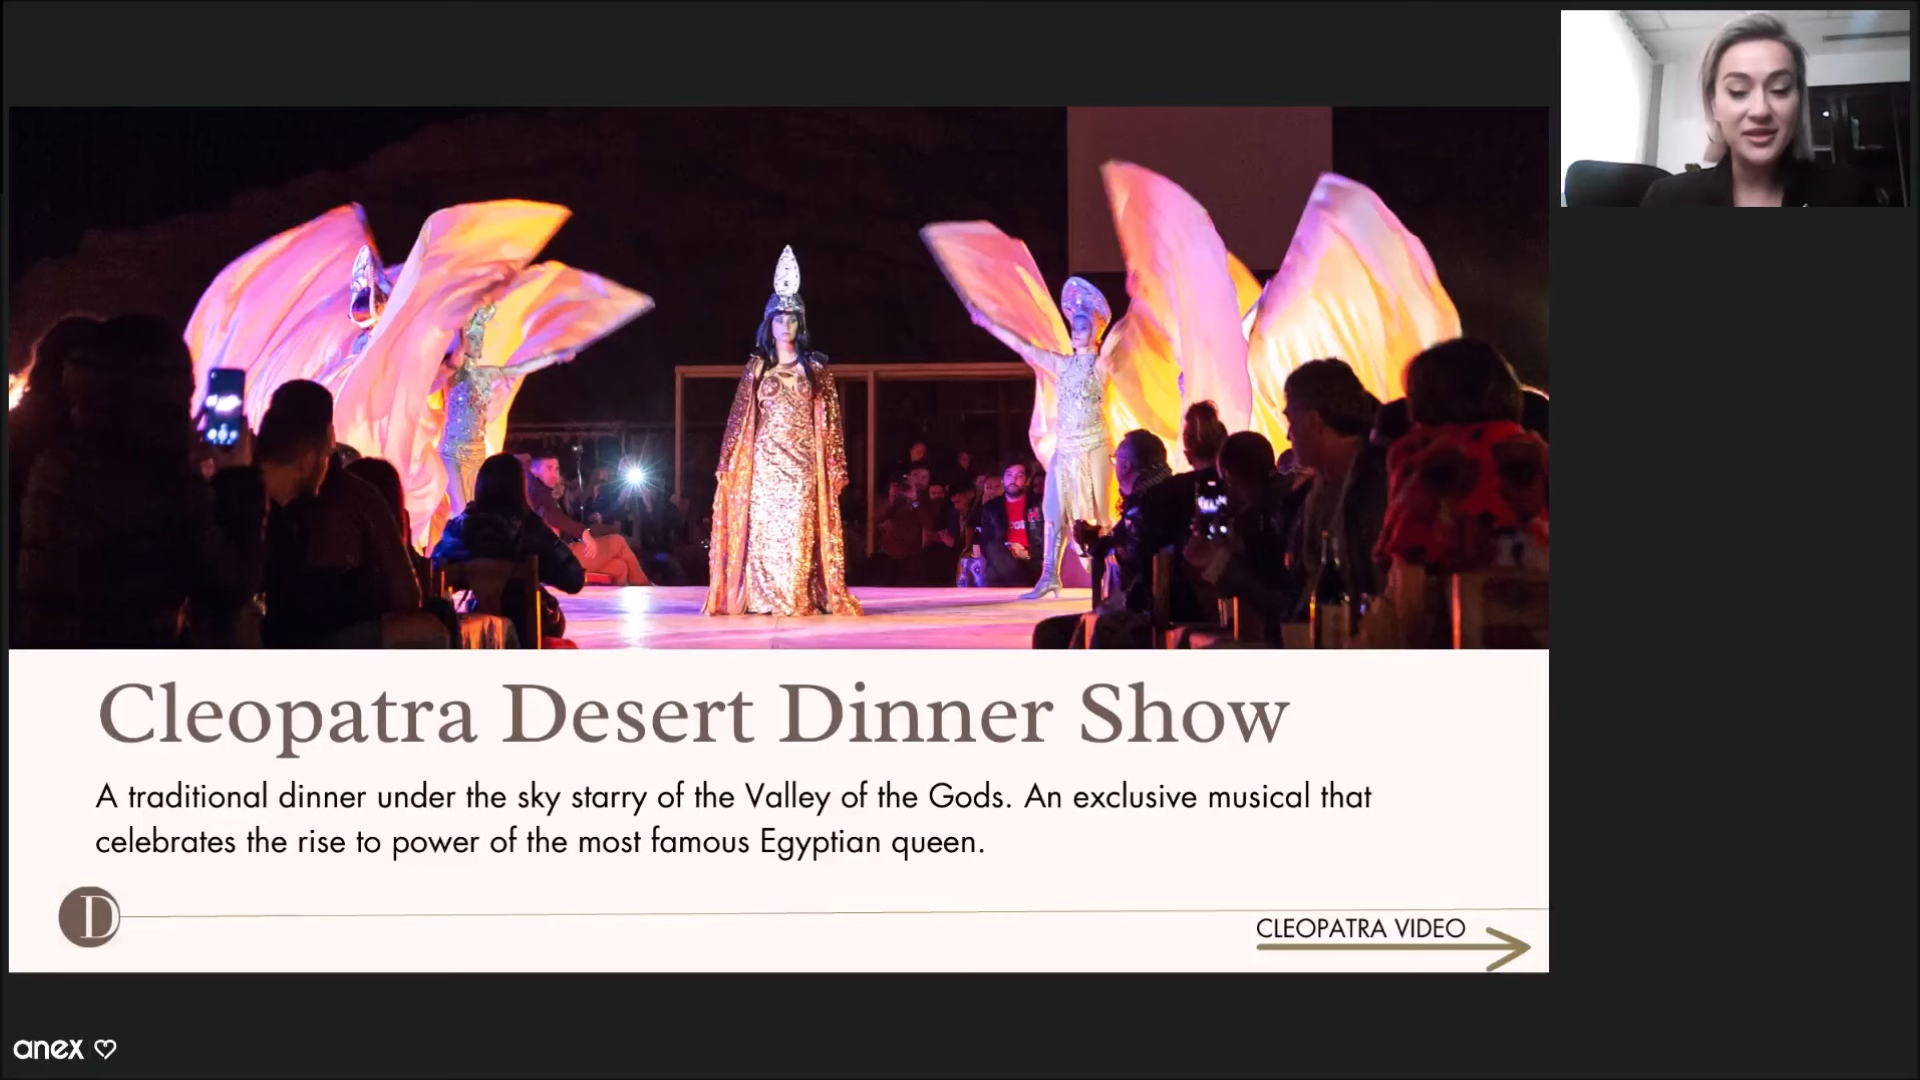 Cleopatra Desert Dinner Show
A traditional dinner under the sky starry of the Valley of the Gods. An exclusive musical that
celebrates the rise to power of the most famous Egyptian queen.
D
CLEOPATRA VIDEO
anex